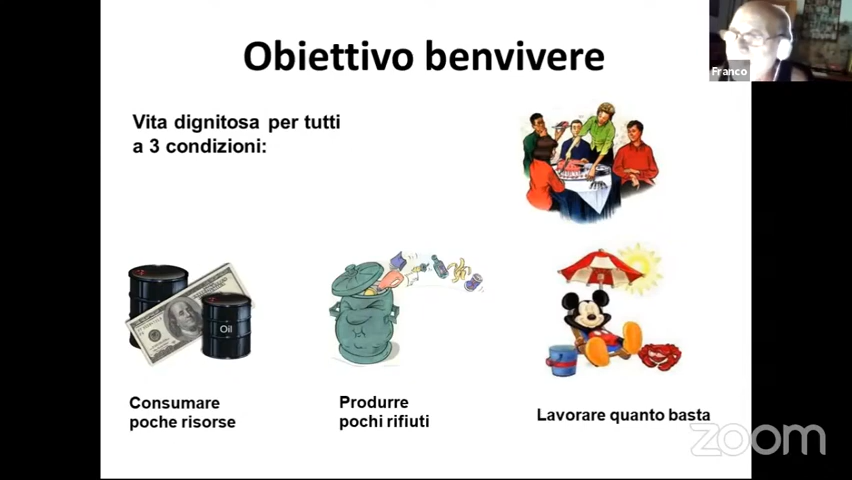 Obiettivo benvivere
Franco
Vita dignitosa per tutti
a 3 condizioni:
Oil
Consumare
poche risorse
Produrre
pochi rifiuti
Lavorare quanto basta
zoom